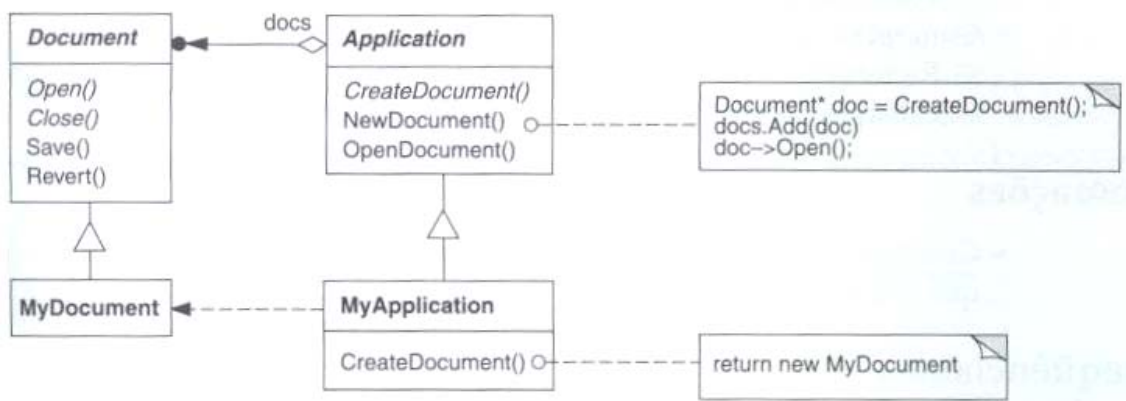 docs
Document
Open()
Close()
Save()
Revert()
Application
CreateDocument()
NewDocument()
OpenDocument()
Document* doc = CreateDocument();
docs.Add(doc)
doc–>Open();
MyDocument
MyApplication
CreateDocument()
return new MyDocument